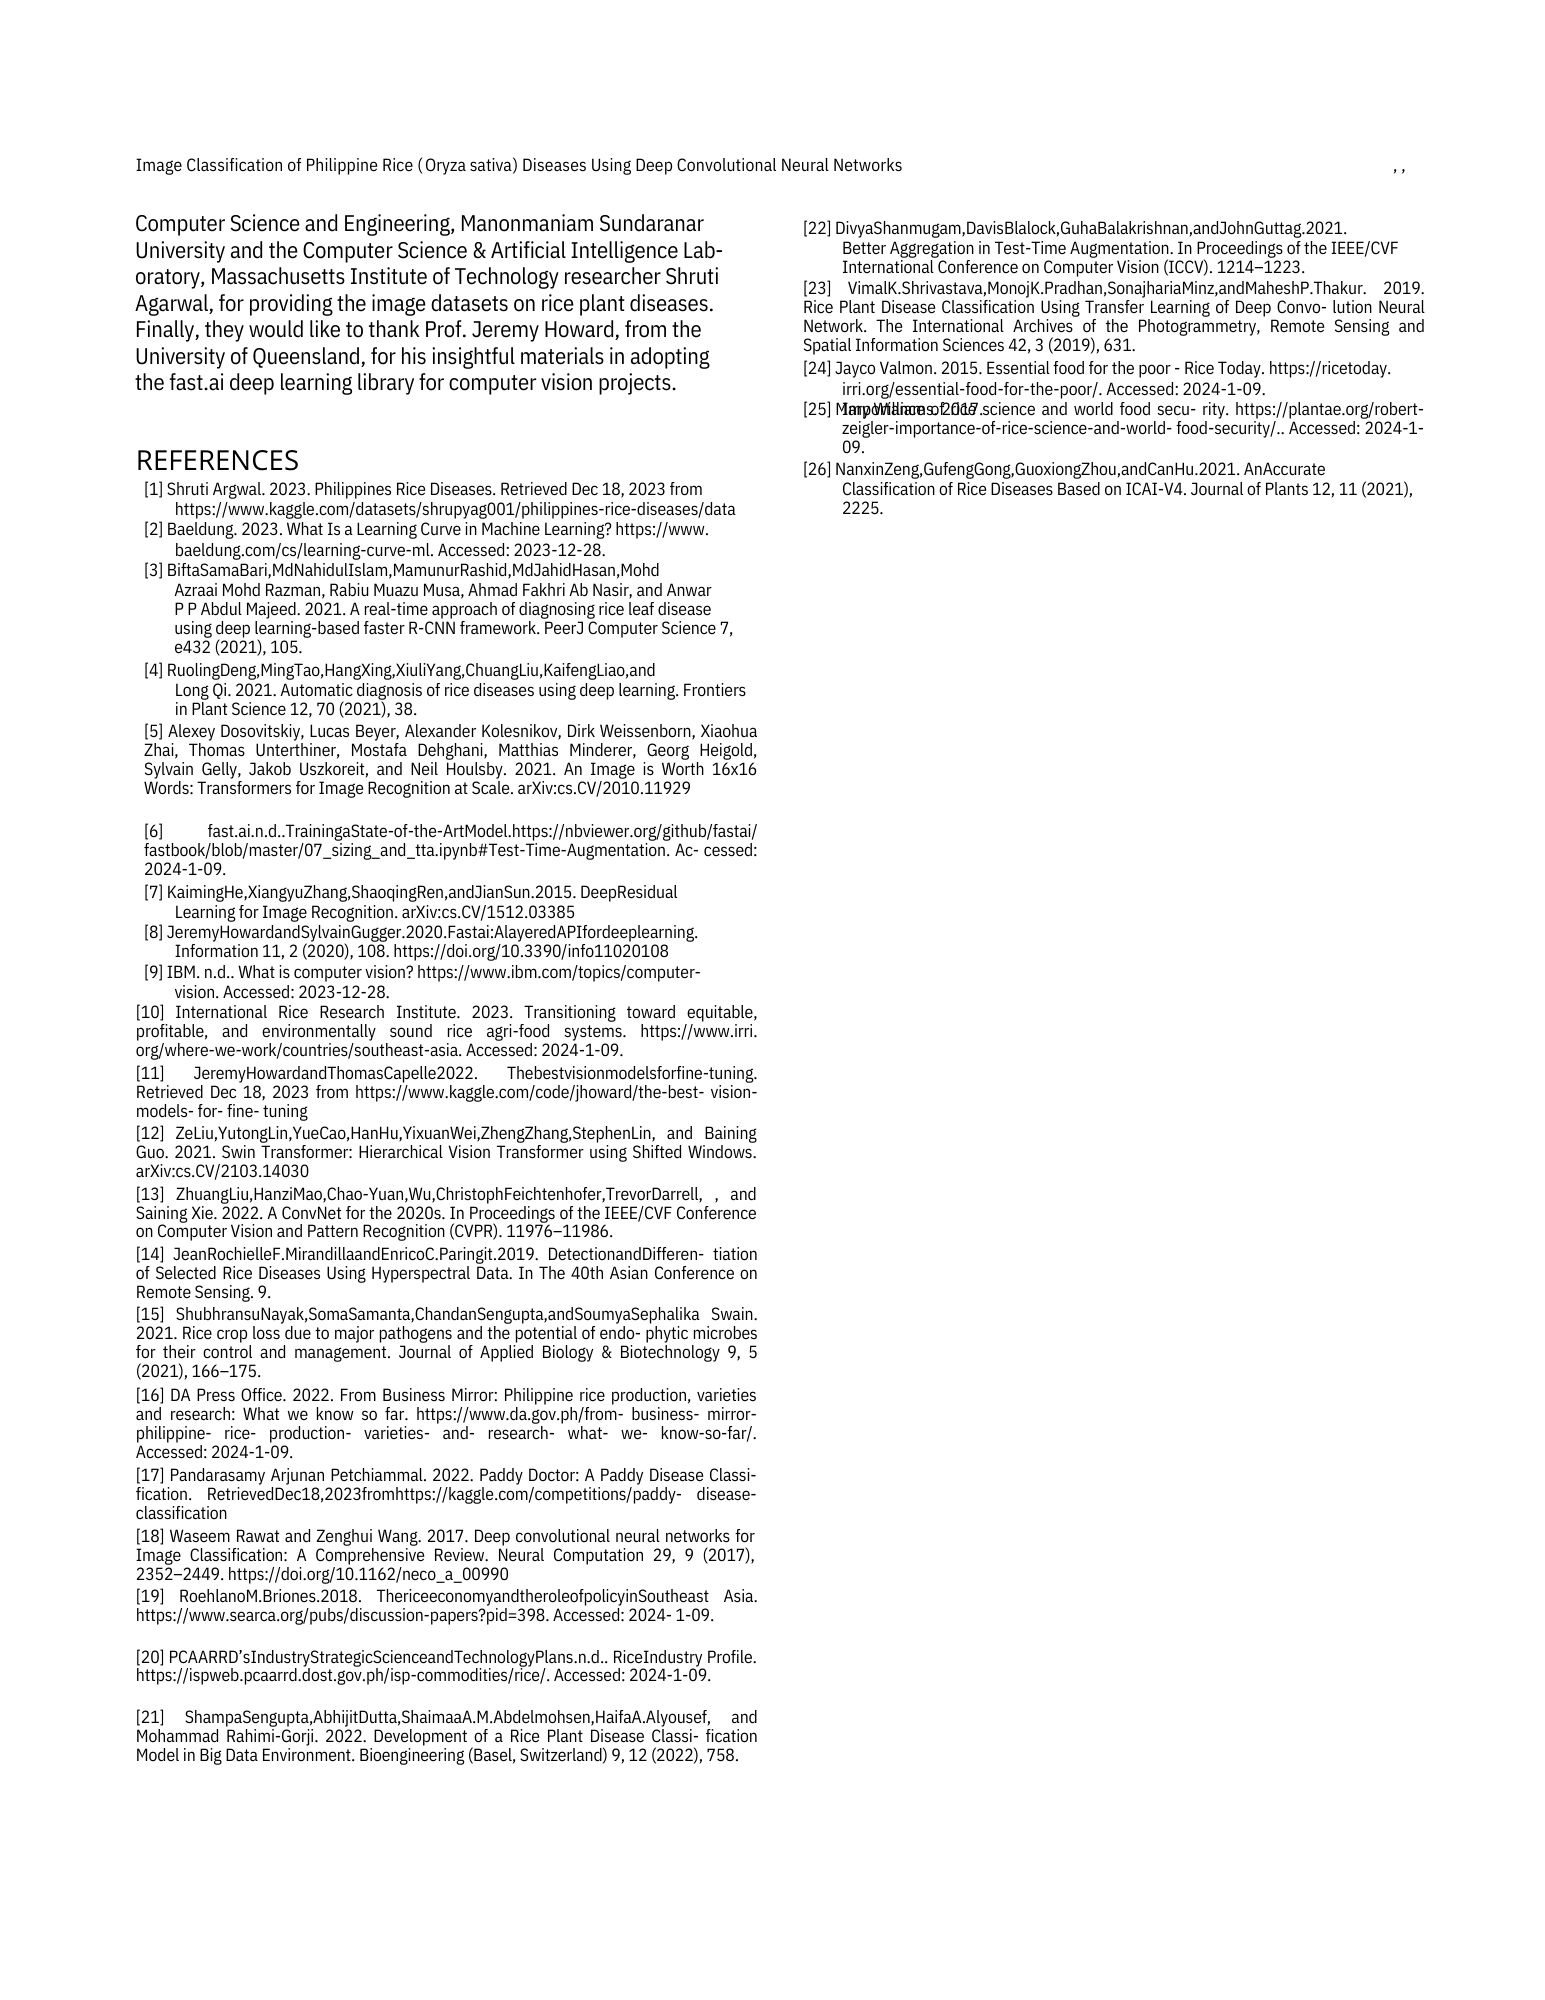 Image Classification of Philippine Rice (Oryza sativa) Diseases Using Deep Convolutional Neural Networks
, ,
Computer Science and Engineering, Manonmaniam Sundaranar
University and the Computer Science & Artificial Intelligence Lab-
oratory, Massachusetts Institute of Technology researcher Shruti
Agarwal, for providing the image datasets on rice plant diseases.
Finally, they would like to thank Prof. Jeremy Howard, from the
University of Queensland, for his insightful materials in adopting
the fast.ai deep learning library for computer vision projects.
REFERENCES
[1] Shruti Argwal. 2023. Philippines Rice Diseases. Retrieved Dec 18, 2023 from
https://www.kaggle.com/datasets/shrupyag001/philippines-rice-diseases/data
[2] Baeldung. 2023. What Is a Learning Curve in Machine Learning? https://www.
baeldung.com/cs/learning-curve-ml. Accessed: 2023-12-28.
[3] BiftaSamaBari,MdNahidulIslam,MamunurRashid,MdJahidHasan,Mohd
Azraai Mohd Razman, Rabiu Muazu Musa, Ahmad Fakhri Ab Nasir, and Anwar
P P Abdul Majeed. 2021. A real-time approach of diagnosing rice leaf disease
using deep learning-based faster R-CNN framework. PeerJ Computer Science 7,
e432 (2021), 105.
[4] RuolingDeng,MingTao,HangXing,XiuliYang,ChuangLiu,KaifengLiao,and
Long Qi. 2021. Automatic diagnosis of rice diseases using deep learning. Frontiers
in Plant Science 12, 70 (2021), 38.
[5] Alexey Dosovitskiy, Lucas Beyer, Alexander Kolesnikov, Dirk Weissenborn, Xiaohua
Zhai, Thomas Unterthiner, Mostafa Dehghani, Matthias Minderer, Georg Heigold,
Sylvain Gelly, Jakob Uszkoreit, and Neil Houlsby. 2021. An Image is Worth 16x16
Words: Transformers for Image Recognition at Scale. arXiv:cs.CV/2010.11929
[6] fast.ai.n.d..TrainingaState-of-the-ArtModel.https://nbviewer.org/github/fastai/
fastbook/blob/master/07_sizing_and_tta.ipynb#Test-Time-Augmentation. Ac- cessed:
2024-1-09.
[7] KaimingHe,XiangyuZhang,ShaoqingRen,andJianSun.2015. DeepResidual
Learning for Image Recognition. arXiv:cs.CV/1512.03385
[8] JeremyHowardandSylvainGugger.2020.Fastai:AlayeredAPIfordeeplearning.
Information 11, 2 (2020), 108. https://doi.org/10.3390/info11020108
[9] IBM. n.d.. What is computer vision? https://www.ibm.com/topics/computer-
vision. Accessed: 2023-12-28.
[10] International Rice Research Institute. 2023. Transitioning toward equitable,
profitable, and environmentally sound rice agri-food systems. https://www.irri.
org/where-we-work/countries/southeast-asia. Accessed: 2024-1-09.
[11] JeremyHowardandThomasCapelle2022. Thebestvisionmodelsforfine-tuning.
Retrieved Dec 18, 2023 from https://www.kaggle.com/code/jhoward/the-best- vision-
models- for- fine- tuning
[12] ZeLiu,YutongLin,YueCao,HanHu,YixuanWei,ZhengZhang,StephenLin, and Baining
Guo. 2021. Swin Transformer: Hierarchical Vision Transformer using Shifted Windows.
arXiv:cs.CV/2103.14030
[13] ZhuangLiu,HanziMao,Chao-Yuan,Wu,ChristophFeichtenhofer,TrevorDarrell, , and
Saining Xie. 2022. A ConvNet for the 2020s. In Proceedings of the IEEE/CVF Conference
on Computer Vision and Pattern Recognition (CVPR). 11976–11986.
[14] JeanRochielleF.MirandillaandEnricoC.Paringit.2019. DetectionandDifferen- tiation
of Selected Rice Diseases Using Hyperspectral Data. In The 40th Asian Conference on
Remote Sensing. 9.
[15] ShubhransuNayak,SomaSamanta,ChandanSengupta,andSoumyaSephalika Swain.
2021. Rice crop loss due to major pathogens and the potential of endo- phytic microbes
for their control and management. Journal of Applied Biology & Biotechnology 9, 5
(2021), 166–175.
[16] DA Press Office. 2022. From Business Mirror: Philippine rice production, varieties
and research: What we know so far. https://www.da.gov.ph/from- business- mirror-
philippine- rice- production- varieties- and- research- what- we- know-so-far/.
Accessed: 2024-1-09.
[17] Pandarasamy Arjunan Petchiammal. 2022. Paddy Doctor: A Paddy Disease Classi-
fication. RetrievedDec18,2023fromhttps://kaggle.com/competitions/paddy- disease-
classification
[18] Waseem Rawat and Zenghui Wang. 2017. Deep convolutional neural networks for
Image Classification: A Comprehensive Review. Neural Computation 29, 9 (2017),
2352–2449. https://doi.org/10.1162/neco_a_00990
[19] RoehlanoM.Briones.2018. ThericeeconomyandtheroleofpolicyinSoutheast Asia.
https://www.searca.org/pubs/discussion-papers?pid=398. Accessed: 2024- 1-09.
[20] PCAARRD’sIndustryStrategicScienceandTechnologyPlans.n.d.. RiceIndustry Profile.
https://ispweb.pcaarrd.dost.gov.ph/isp-commodities/rice/. Accessed: 2024-1-09.
[21] ShampaSengupta,AbhijitDutta,ShaimaaA.M.Abdelmohsen,HaifaA.Alyousef, and
Mohammad Rahimi-Gorji. 2022. Development of a Rice Plant Disease Classi- fication
Model in Big Data Environment. Bioengineering (Basel, Switzerland) 9, 12 (2022), 758.
[22] DivyaShanmugam,DavisBlalock,GuhaBalakrishnan,andJohnGuttag.2021.
Better Aggregation in Test-Time Augmentation. In Proceedings of the IEEE/CVF
International Conference on Computer Vision (ICCV). 1214–1223.
[23] VimalK.Shrivastava,MonojK.Pradhan,SonajhariaMinz,andMaheshP.Thakur. 2019.
Rice Plant Disease Classification Using Transfer Learning of Deep Convo- lution Neural
Network. The International Archives of the Photogrammetry, Remote Sensing and
Spatial Information Sciences 42, 3 (2019), 631.
[24] Jayco Valmon. 2015. Essential food for the poor - Rice Today. https://ricetoday.
irri.org/essential-food-for-the-poor/. Accessed: 2024-1-09.
[25] science and world food secu- rity. https://plantae.org/robert-
zeigler-importance-of-rice-science-and-world- food-security/.. Accessed: 2024-1-
09.
[26] NanxinZeng,GufengGong,GuoxiongZhou,andCanHu.2021. AnAccurate
Classification of Rice Diseases Based on ICAI-V4. Journal of Plants 12, 11 (2021),
2225.